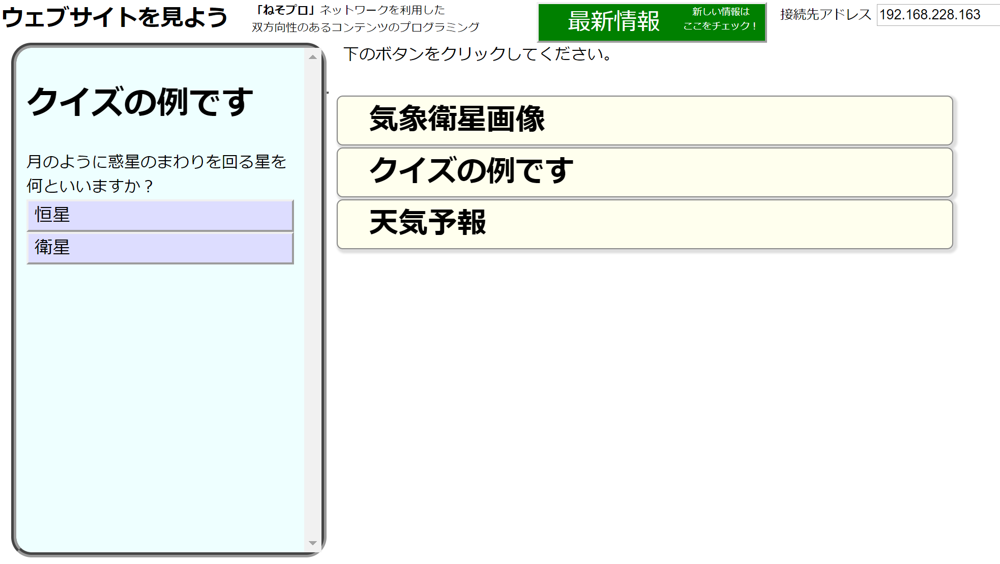 ウェブサイトを見よう
「ねそプロ」ネットワークを利用した
双方向性のあるコンテンツのプログラミング
最新情報
新しい情報は
ここをチェック！
接続先アドレス 192.168.228.163
クイズの例です
月のように惑星のまわりを回る星を
何といいますか？
恒星
衛星
下のボタンをクリックしてください。
気象衛星画像
クイズの例です
天気予報